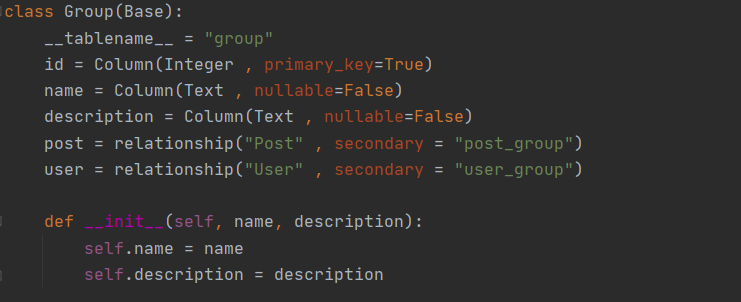 class Group(Base):
    __tablename__ = "group"
    id = Column(Integer , primary_key=True)
    name = Column(Text , nullable=False)
    description = Column(Text , nullable=False)
    post = relationship("Post" , secondary = "post_group")
    user = relationship("User" , secondary = "user_group")
    def __init__(self, name, description):
        self.name = name
        self.description = description